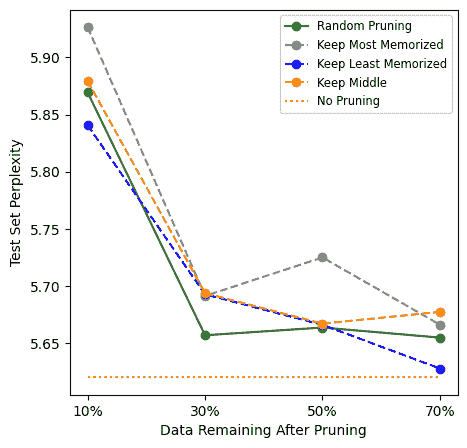 Random Pruning
Keep Most Memorized
Keep Least Memorized
Keep Middle
No Pruning
Test Set Perplexity
5.90
5.85
5.80
5.75
5.70
5.65
10% 30% 50% 70%
Data Remaining After Pruning